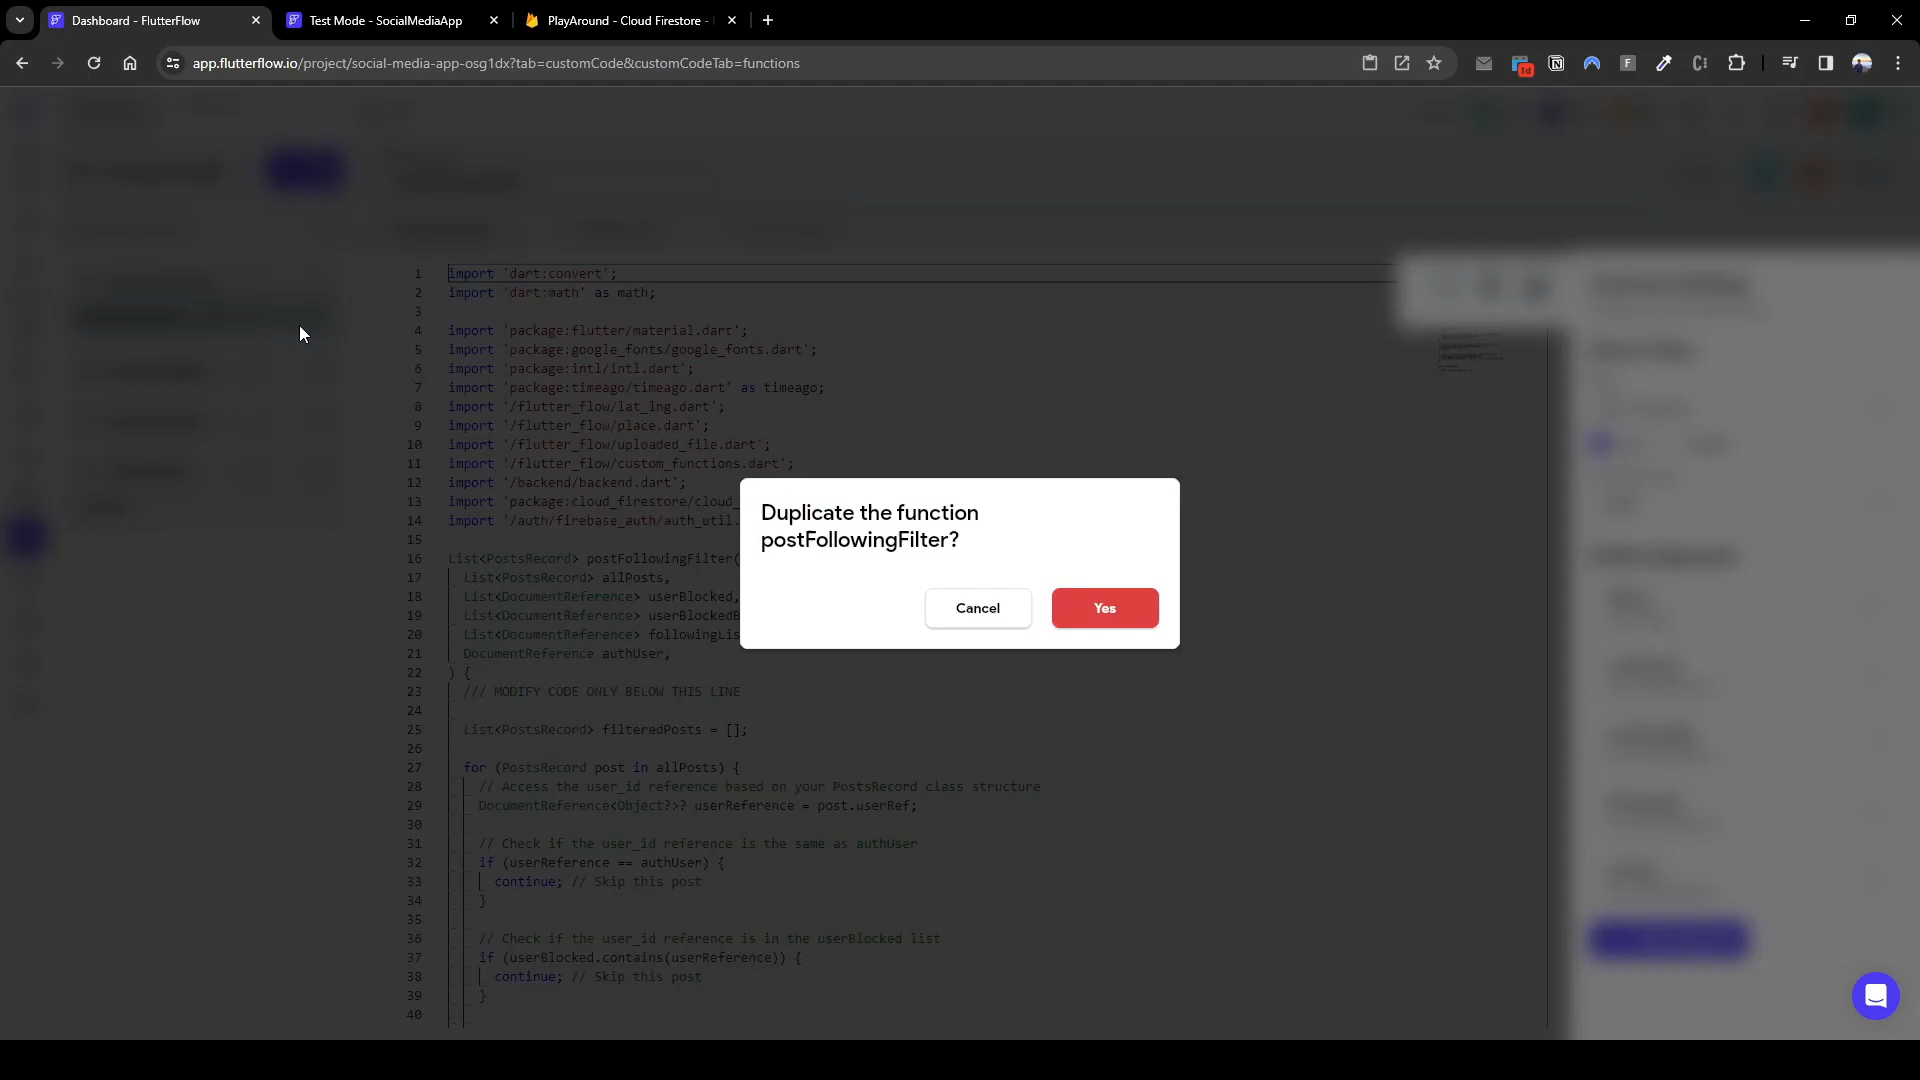 Dashboard - FlutterFlow
Test Mode - SocialMediaApp
PlayAround - Cloud Firestore -
app.flutterflow.io/project/social-media-app-osg1dx?tab=customCode&customCodeTab=functions
1 import 'dart:convert';
2 import 'dart:math' as math;
3
4 import 'package:flutter/material.dart';
5 import 'package:google_fonts/google_fonts.dart';
6 import 'package:intl/intl.dart';
7 import 'package:timeago/timeago.dart' as timeago;
8 import '/flutter_flow/lat_lng.dart';
9 import '/flutter_flow/place.dart';
10 import '/flutter_flow/uploaded_file.dart';
11 import '/flutter_flow/custom_functions.dart';
12 import '/backend/backend.dart';
13 import 'package:cloud_firestore/cloud_
14 import '/auth/firebase_auth/auth_util.
15
16 List<PostsRecord> postFollowingFilter(
17 List<PostsRecord> allPosts,
18 List<DocumentReference> userBlocked,
19 List<DocumentReference> userBlockedB
20 List<DocumentReference> followingLis
21 DocumentReference authUser,
22 ) {
23 /// MODIFY CODE ONLY BELOW THIS LINE
24
25 List<PostsRecord> filteredPosts = [];
26
27 for (PostsRecord post in allPosts) {
28 // Access the user_id reference based on your PostsRecord class structure
29 DocumentReference<Object?>? userReference = post.userRef;
30
31 // Check if the user_id reference is the same as authUser
32 if (userReference == authUser) {
33 continue; // Skip this post
34 }
35
36 // Check if the user_id reference is in the userBlocked list
37 if (userBlocked.contains(userReference)) {
38 continue; // Skip this post
39 }
40
Duplicate the function
postFollowingFilter?
Cancel
Yes